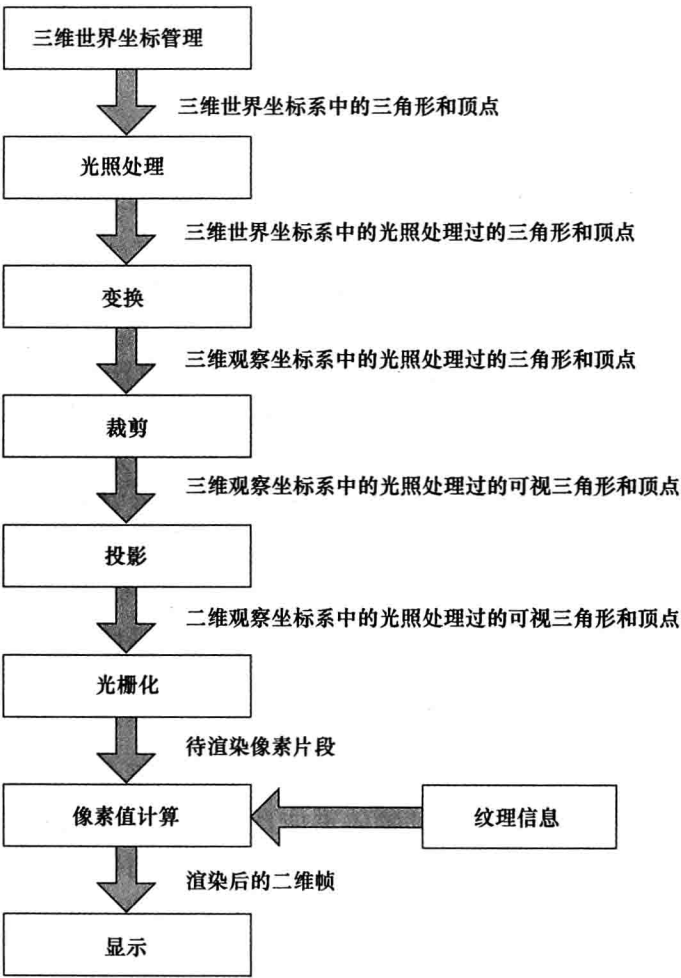 三维世界坐标管理
三维世界坐标系中的三角形和顶点
光照处理
三维世界坐标系中的光照处理过的三角形和顶点
变换
三维观察坐标系中的光照处理过的三角形和顶点
裁剪
三维观察坐标系中的光照处理过的可视三角形和顶点
投影
二维观察坐标系中的光照处理过的可视三角形和顶点
光栅化
待渲染像素片段
像素值计算
纹理信息
渲染后的二维帧
显示